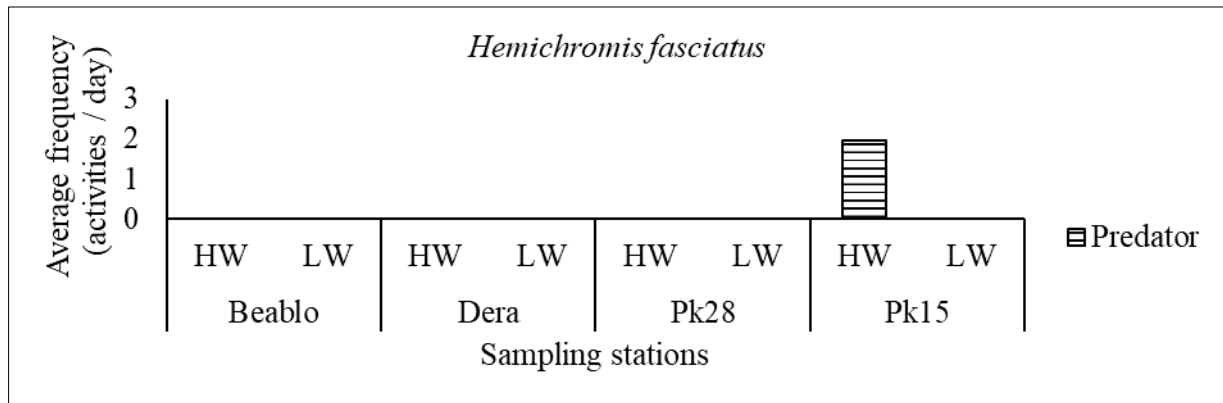 Hemichromis fasciatus
Average frequency
(activities / day)
3
2
1
0
HW LW HW LW HW LW HW LW
Beablo Dera Pk28 Pk15
Sampling stations
Predator